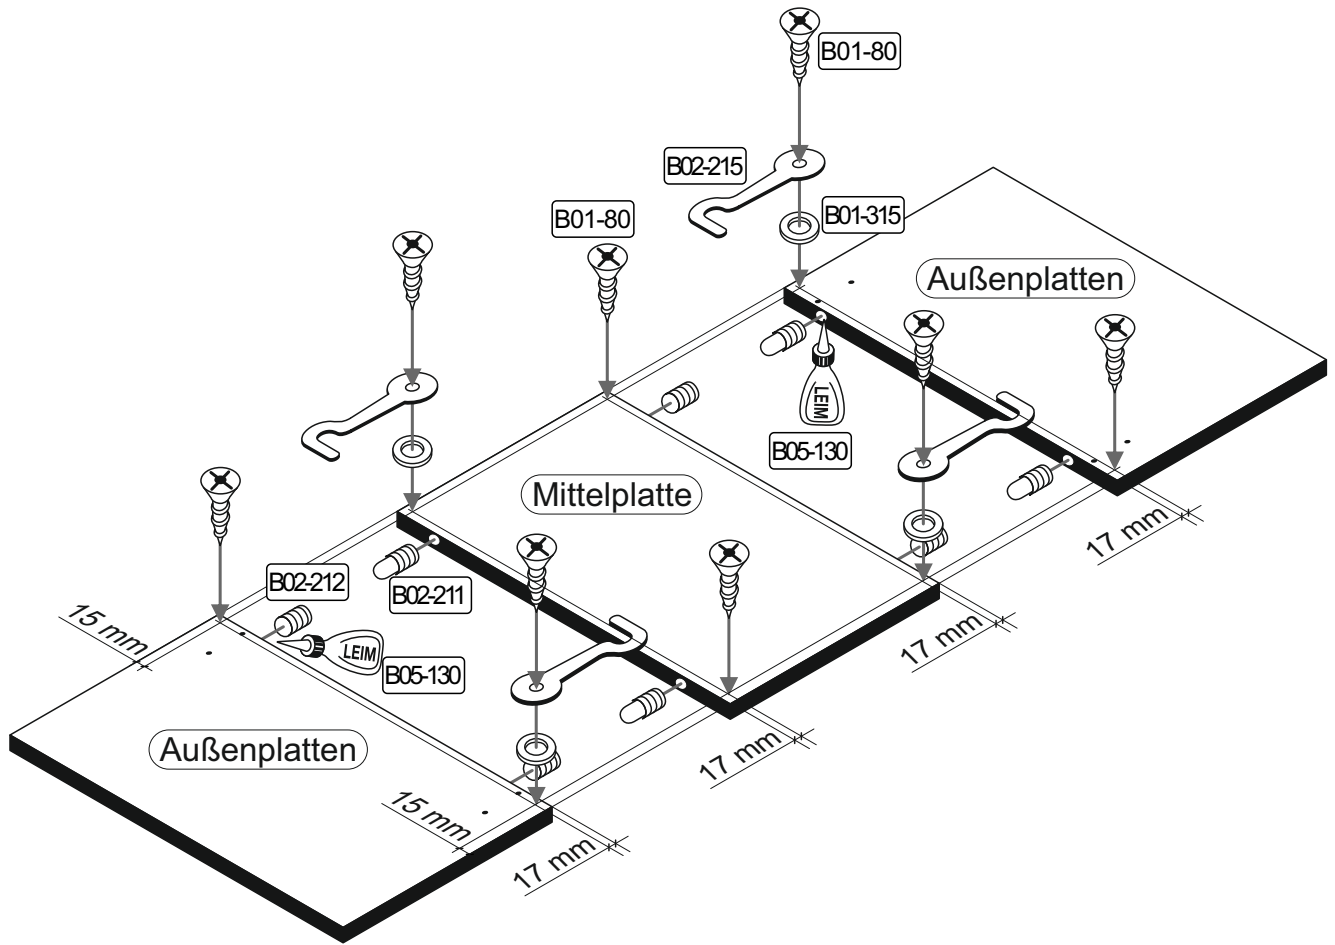 B01-80
B02-215
B01-80
B01-315
Außenplatten
LEIM
B05-130
Mittelplatte
17 mm
B02-212
B02-211
15 mm
LEIM
B05-130
17 mm
Außenplatten
17 mm
15 mm
17 mm